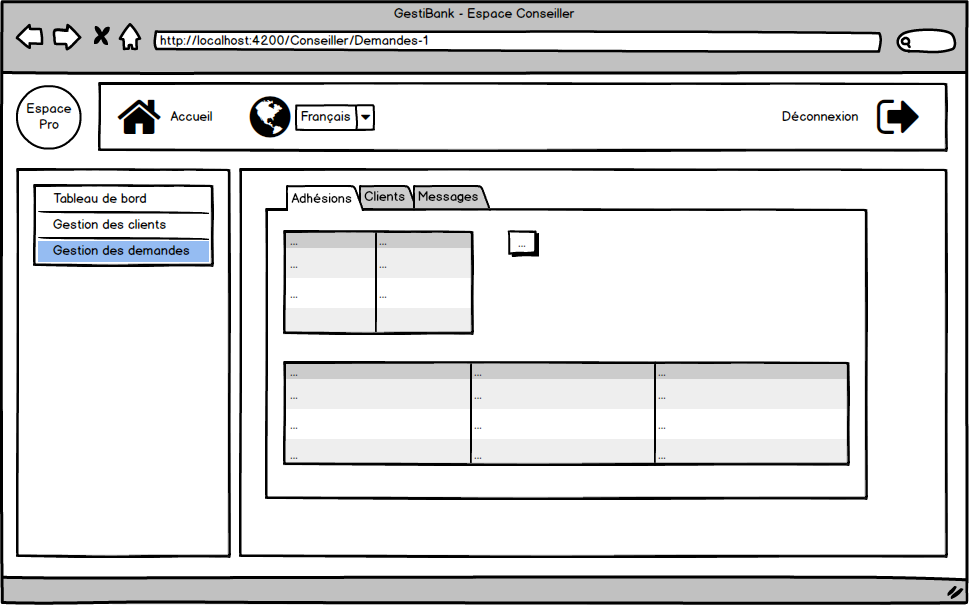 GestiBank - Espace Conseiller
http://localhost:4200/Conseiller/Demandes-1
Espace
Pro
Accueil
Français
Déconnexion
Tableau de bord
Gestion des clients
Gestion des demandes
Adhésions Clients Messages
... ...
... ...
... ...
...
... ... ...
... ... ...
... ... ...
... ... ...